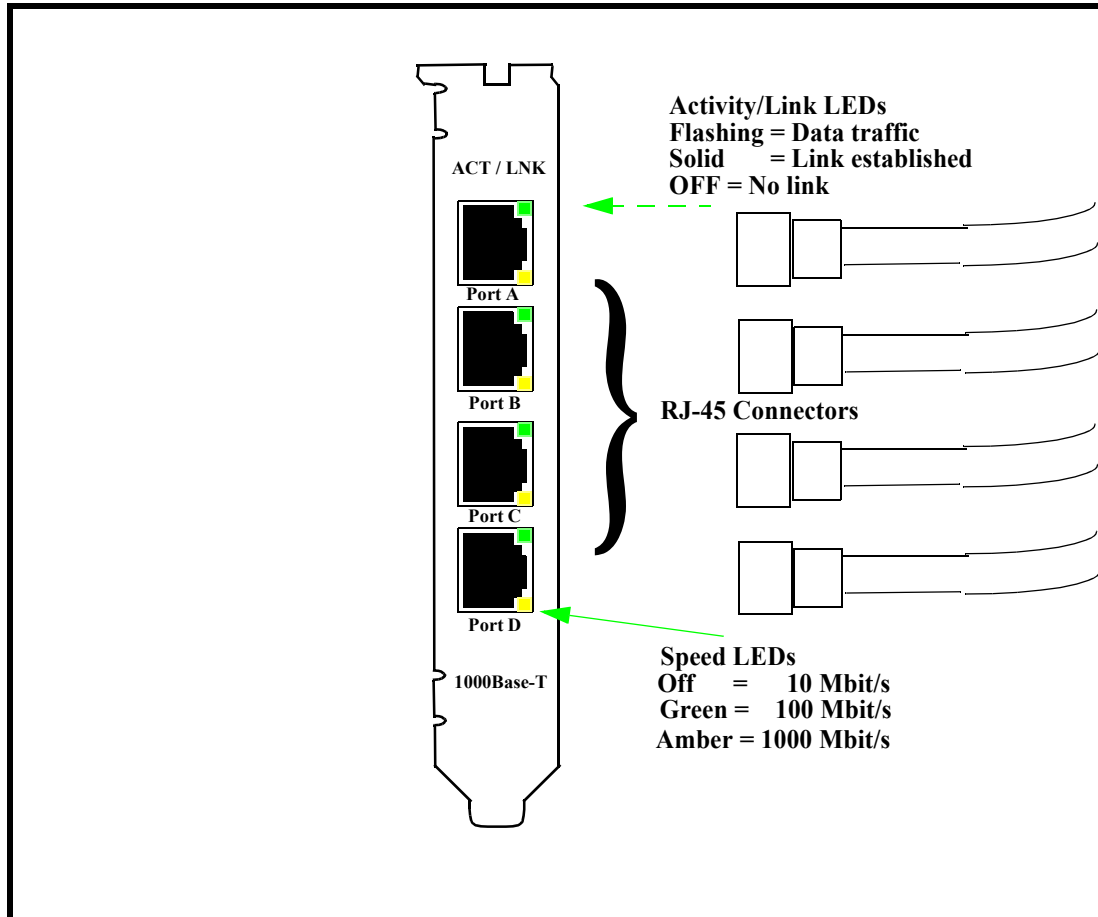 Activity/Link LEDs
Flashing = Data traffic
Solid = Link established
OFF = No link
ACT / LNK
Port A
Port B
RJ-45 Connectors
Port C
Port D
Speed LEDs
Off = 10 Mbit/s
Green = 100 Mbit/s
Amber = 1000 Mbit/s
1000Base-T